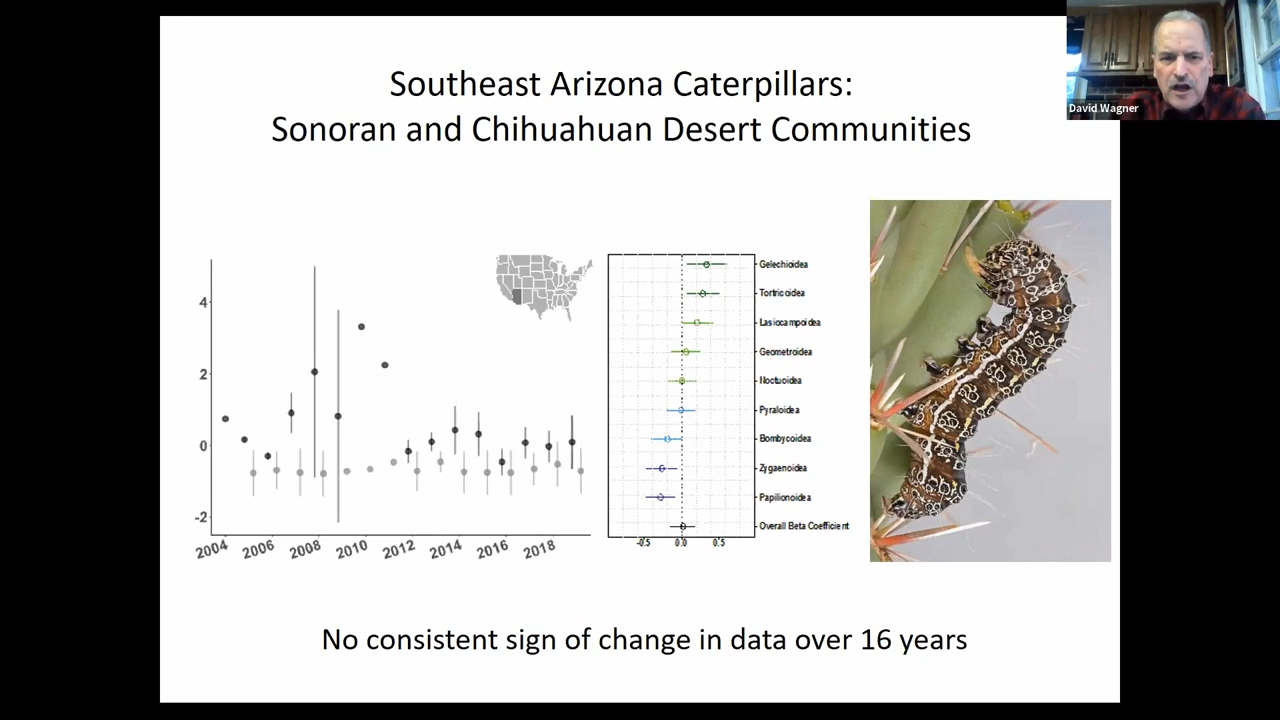 David Wagner
Southeast Arizona Caterpillars:
Sonoran and Chihuahuan Desert Communities
4
2
0
-2
2004 2006 2008 2010 2012 2014 2016 2018
Gelechioidea
Tortricoidea
Lasiocampoidea
Geometroidea
Noctuoidea
Pyraloidea
Bombycoidea
Zygaenoidea
Papilionoidea
Overall Beta Coefficient
-0.5 0.0 0.5
No consistent sign of change in data over 16 years